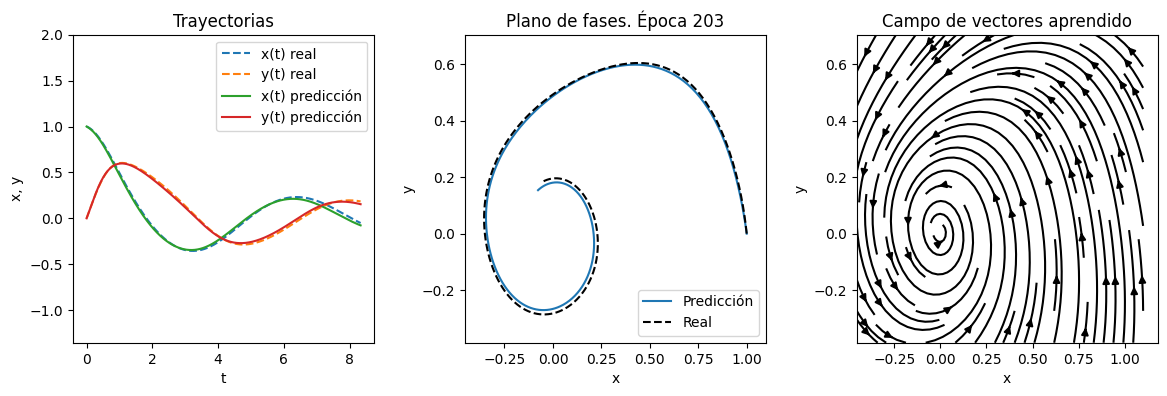 Trayectorias
2.0
1.5
1.0
0.5
0.0
−0.5
−1.0
x, y
0
2
4
6
8
t
x(t) real
y(t) real
x(t) predicción
y(t) predicción
Plano de fases. Época 203
0.6
0.4
0.2
0.0
−0.2
y
−0.25
0.00
0.25
0.50
0.75
1.00
x
Predicción
Real
Campo de vectores aprendido
0.6
0.4
0.2
0.0
−0.2
y
−0.25
0.00
0.25
0.50
0.75
1.00
x